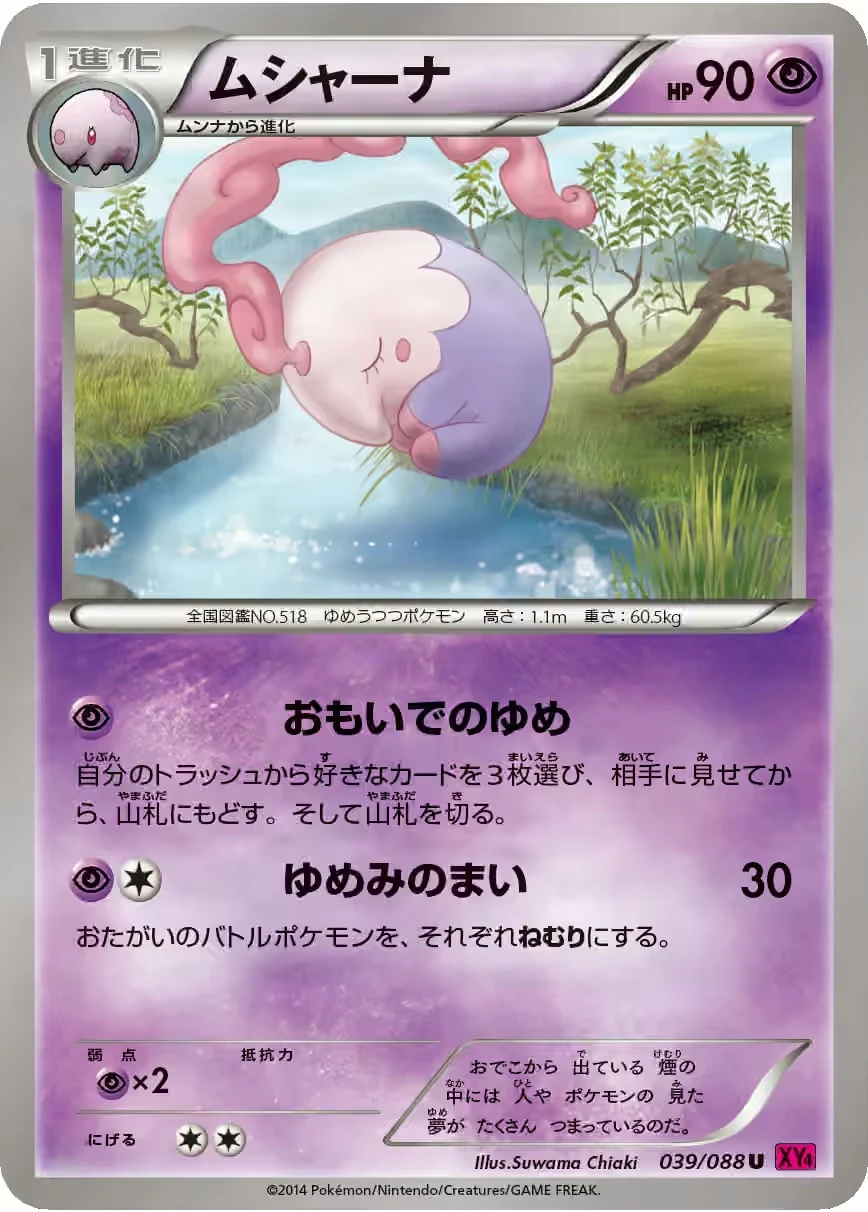 1進化
ムシャーナ
HP90
ムンナから進化
全国図鑑NO.518 ゆめうつつポケモン 高さ：1.1m 重さ：60.5kg
おもいでのゆめ
自分のトラッシュから好きなカードを3枚選び、相手に見せてか
ら、山札にもどす。そして山札を切る。
ゆめみのまい 30
おたがいのバトルポケモンを、それぞれねむりにする。
弱点 抵抗力
×2
にげる
おでこから 出ている 煙の
中には 人や ポケモンの 見た
夢が たくさん つまっているのだ。
Illus.Suwama Chiaki 039/088 U XY4
©2014 Pokémon/Nintendo/Creatures/GAME FREAK.